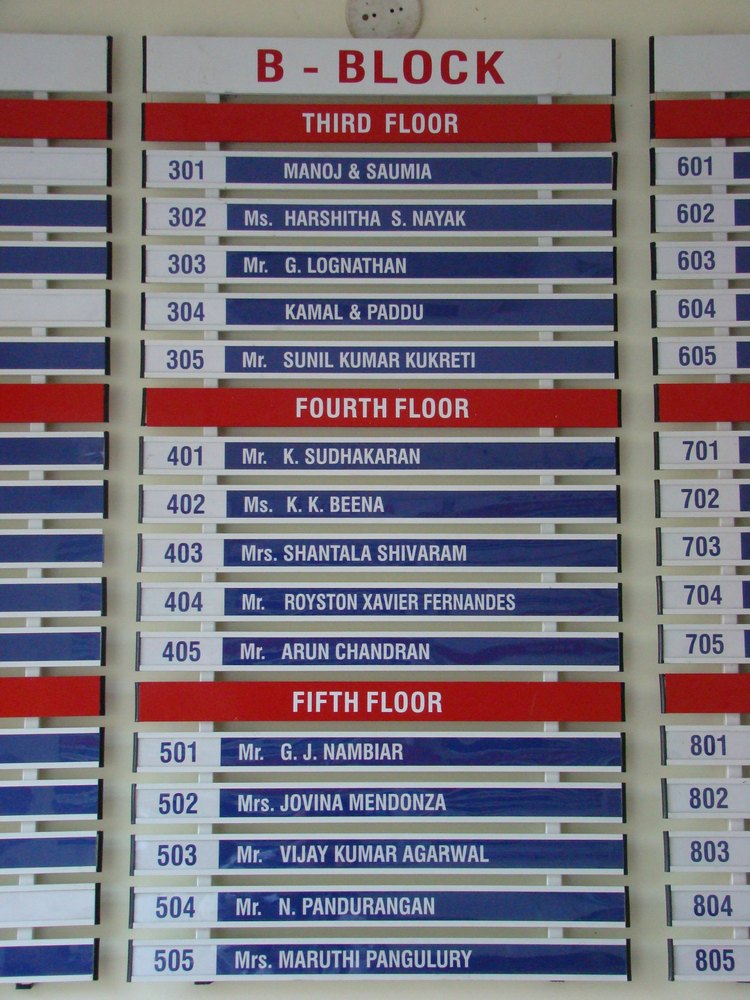 B - BLOCK
THIRD FLOOR
301 MANOJ & SAUMIA
302 Ms. HARSHITHA S. NAYAK
303 Mr. G. LOGNATHAN
304 KAMAL & PADDU
305 Mr. SUNIL KUMAR KUKRETI
FOURTH FLOOR
401 Mr. K. SUDHAKARAN
402 Ms. K. K. BEENA
403 Mrs. SHANTALA SHIVARAM
404 Mr. ROYSTON XAVIER FERNANDES
405 Mr. ARUN CHANDRAN
FIFTH FLOOR
501 Mr. G. J. NAMBIAR
502 Mrs. JOVINA MENDONZA
503 Mr. VIJAY KUMAR AGARWAL
504 Mr. N. PANDURANGAN
505 Mrs. MARUTHI PANGULURY
601
602
603
604
605
701
702
703
704
705
801
802
803
804
805